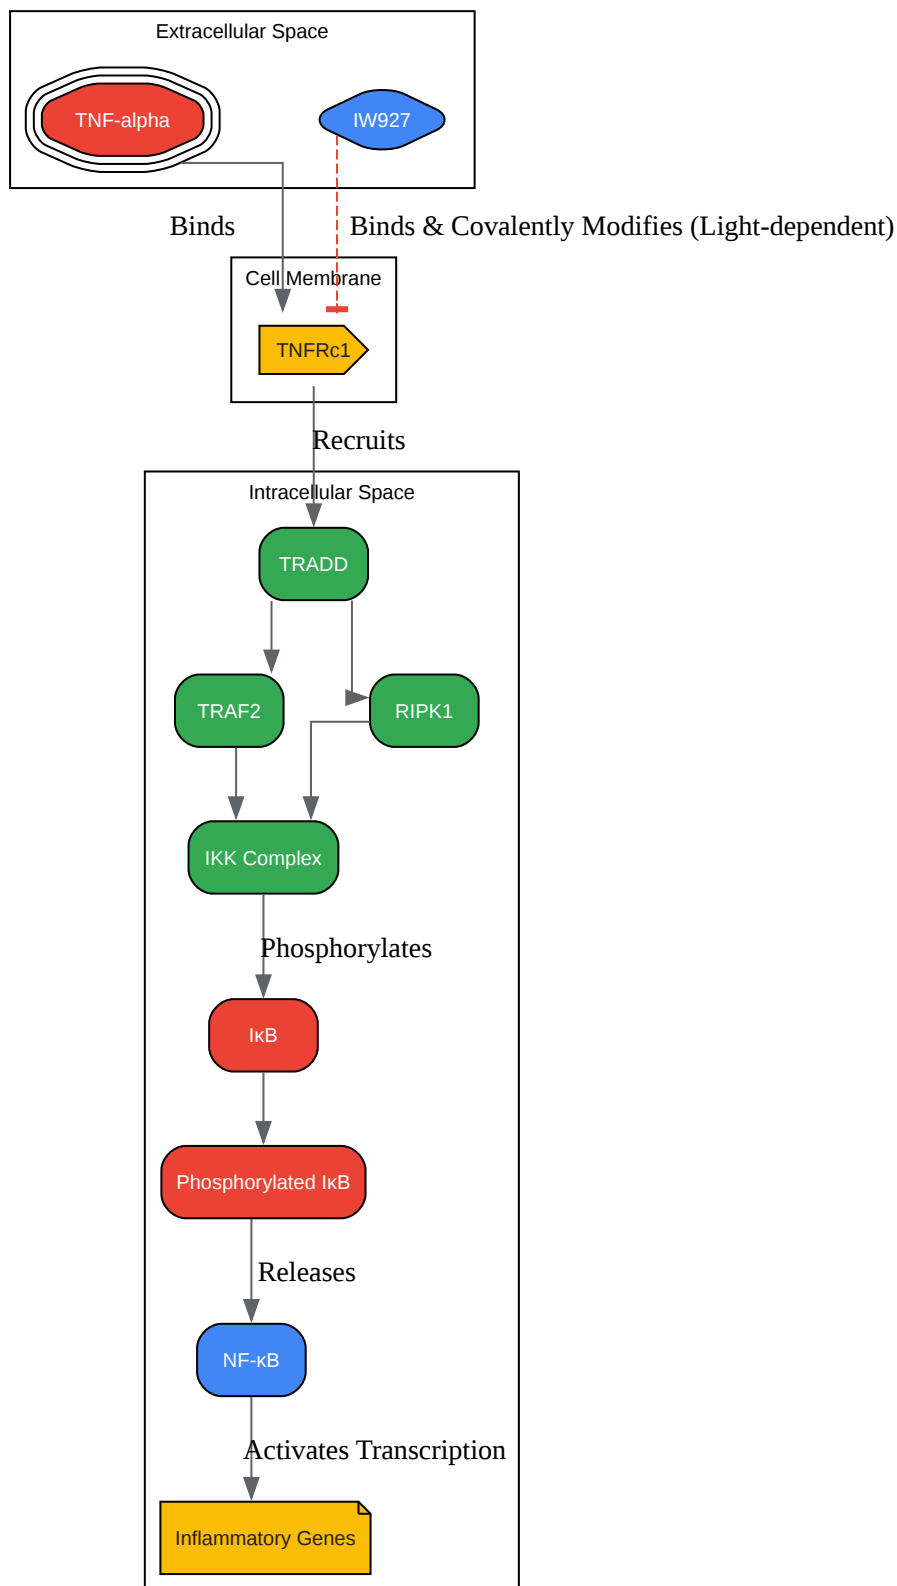 Extracellular Space
TNF-alpha
IW927
Binds
Binds & Covalently Modifies (Light-dependent)
Cell Membrane
TNFRc1
Recruits
Intracellular Space
TRADD
TRAF2
RIPK1
IKK Complex
Phosphorylates
IκB
Phosphorylated IκB
Releases
NF-κB
Activates Transcription
Inflammatory Genes